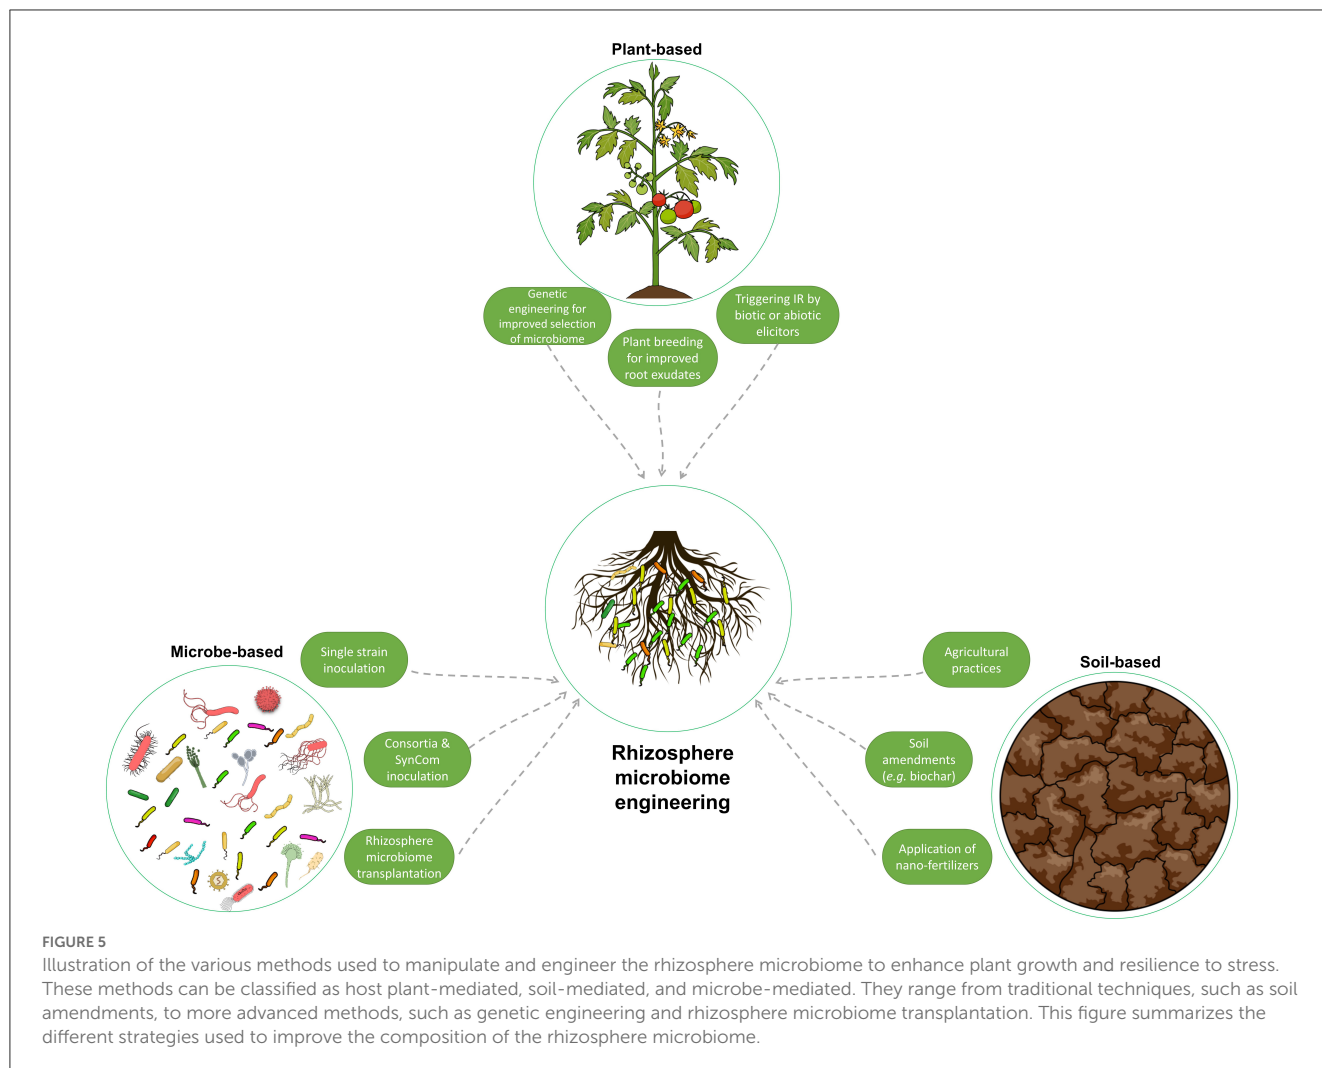 Plant-based
Genetic
engineering for
improved selection
of microbiome
Plant breeding
for improved
root exudates
Triggering IR by
biotic or abiotic
elicitors
Microbe-based
Single strain
inoculation
Consortia &
SynCom
inoculation
Rhizosphere
microbiome
transplantation
Rhizosphere
microbiome
engineering
Agricultural
practices
Soil
amendments
(e.g. biochar)
Application of
nano-fertilizers
Soil-based
FIGURE 5
Illustration of the various methods used to manipulate and engineer the rhizosphere microbiome to enhance plant growth and resilience to stress.
These methods can be classified as host plant-mediated, soil-mediated, and microbe-mediated. They range from traditional techniques, such as soil
amendments, to more advanced methods, such as genetic engineering and rhizosphere microbiome transplantation. This figure summarizes the
different strategies used to improve the composition of the rhizosphere microbiome.